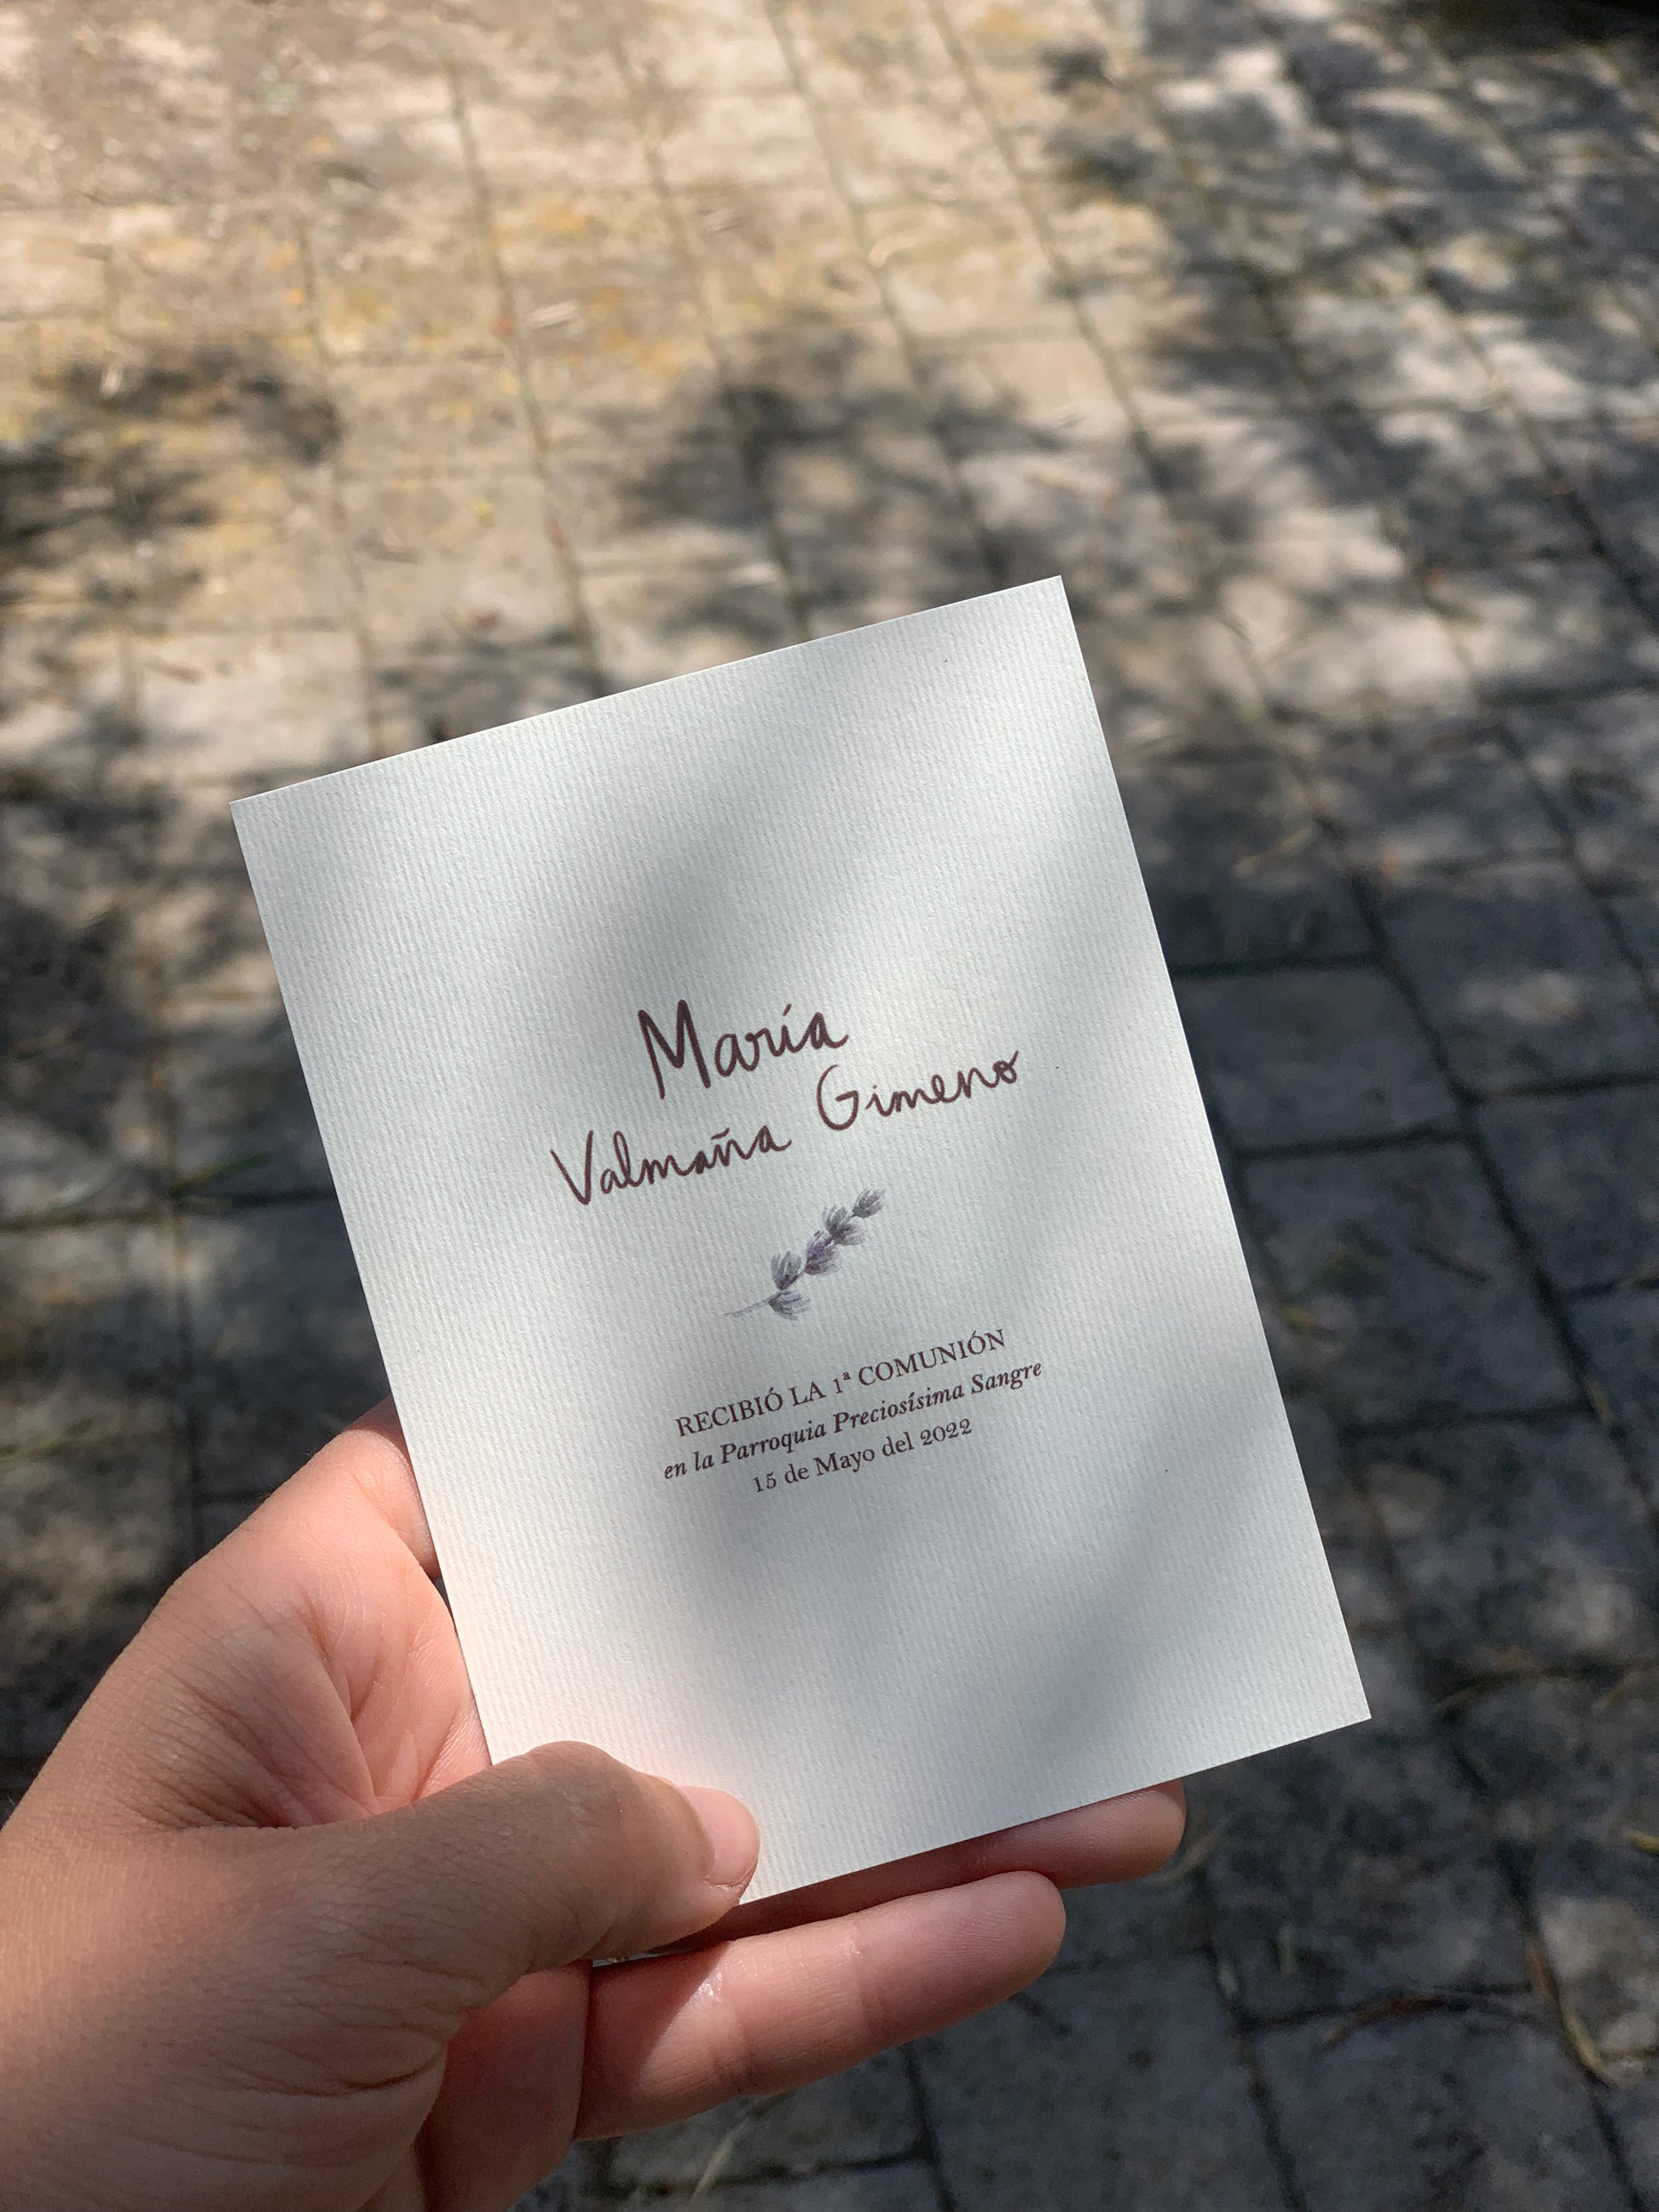 María
Valmaña Gimeno
RECIBIÓ LA 1ª COMUNIÓN
en la Parroquia Preciosísima Sangre
15 de Mayo del 2022